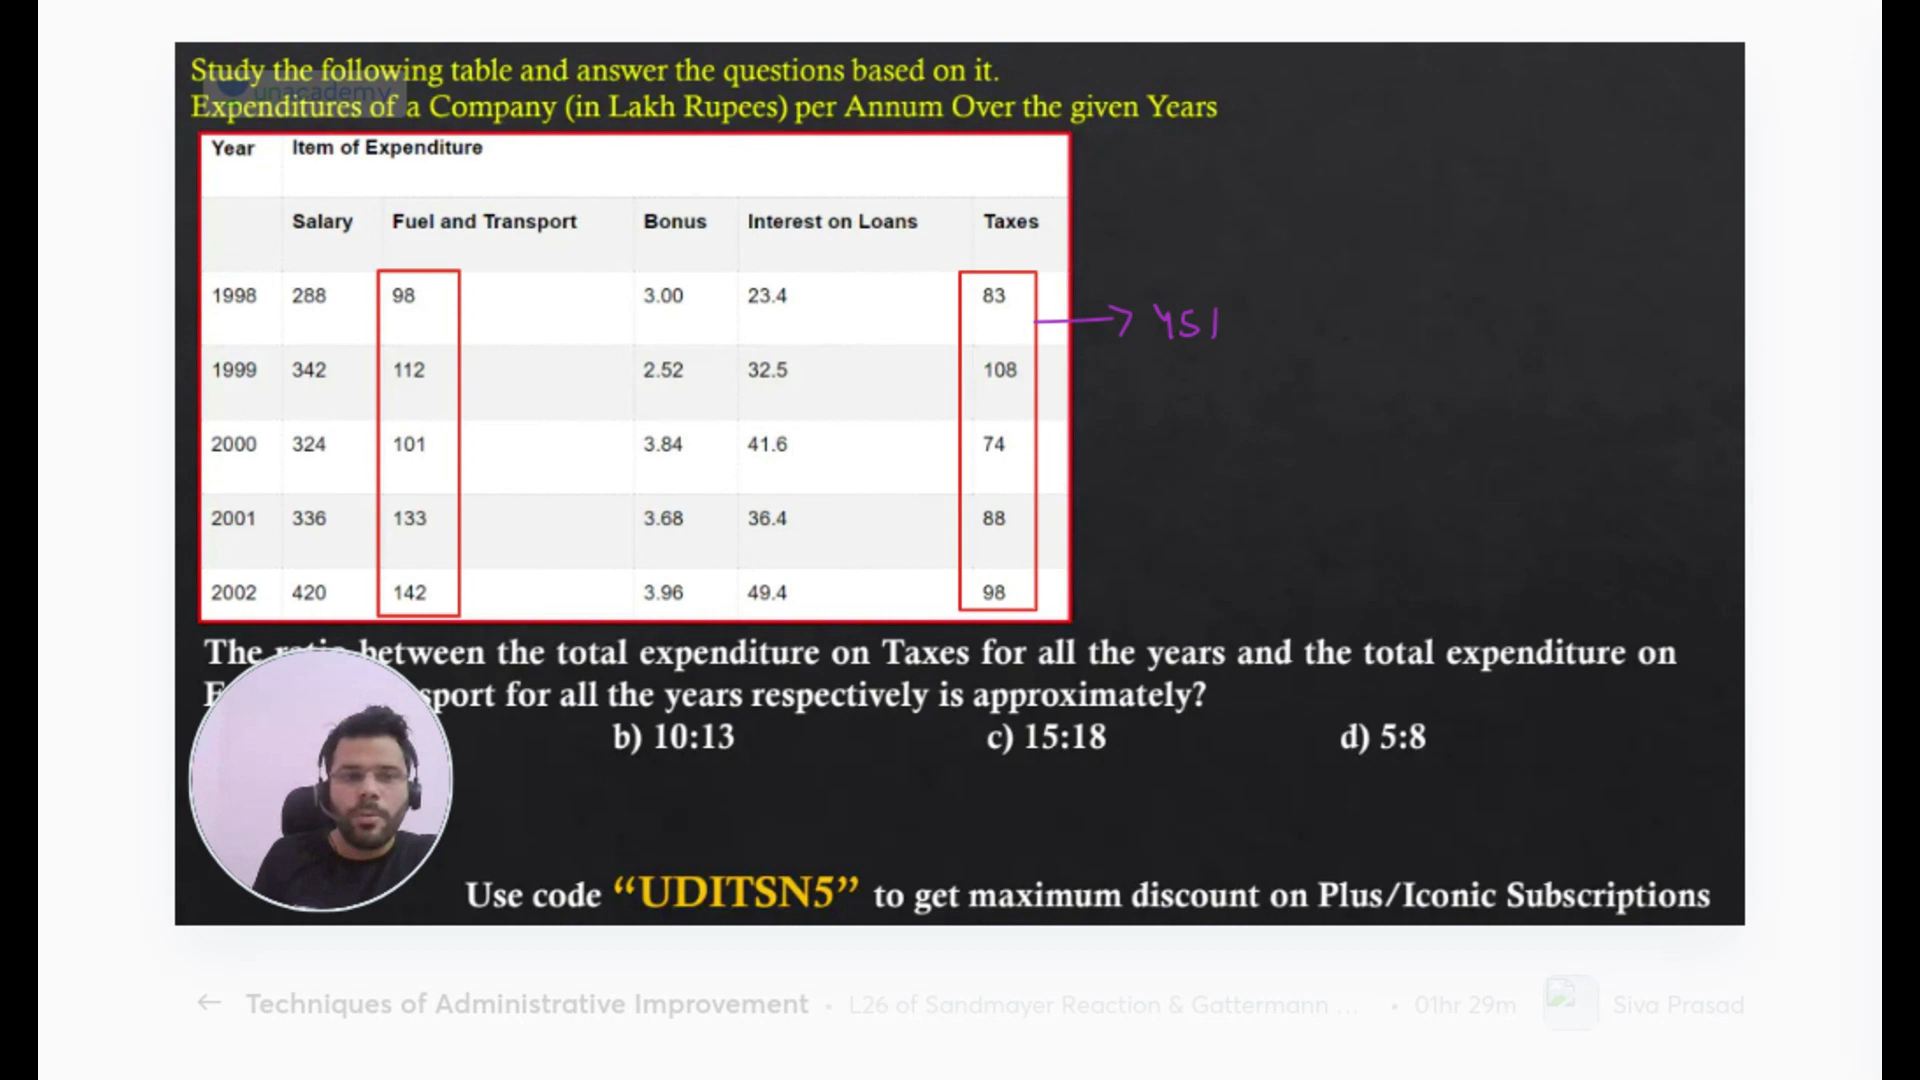 Study the following table and answer the questions based on it.
unacademy
Expenditures of a Company (in Lakh Rupees) per Annum Over the given Years
Year Item of Expenditure
Salary Fuel and Transport Bonus Interest on Loans Taxes
1998 288 98 3.00 23.4 83
451
1999 342 112 2.52 32.5 108
2000 324 101 3.84 41.6 74
2001 336 133 3.68 36.4 88
2002 420 142 3.96 49.4 98
The between the total expenditure on Taxes for all the years and the total expenditure on
for all the years respectively is approximately?
b) 10:13 c) 15:18 d) 5:8
Use code “UDITSN5” to get maximum discount on Plus/Iconic Subscriptions
← Techniques of Administrative Improvement • L26 of Sandmayer Reaction & Gattermann ... • 01hr 29m Siva Prasad